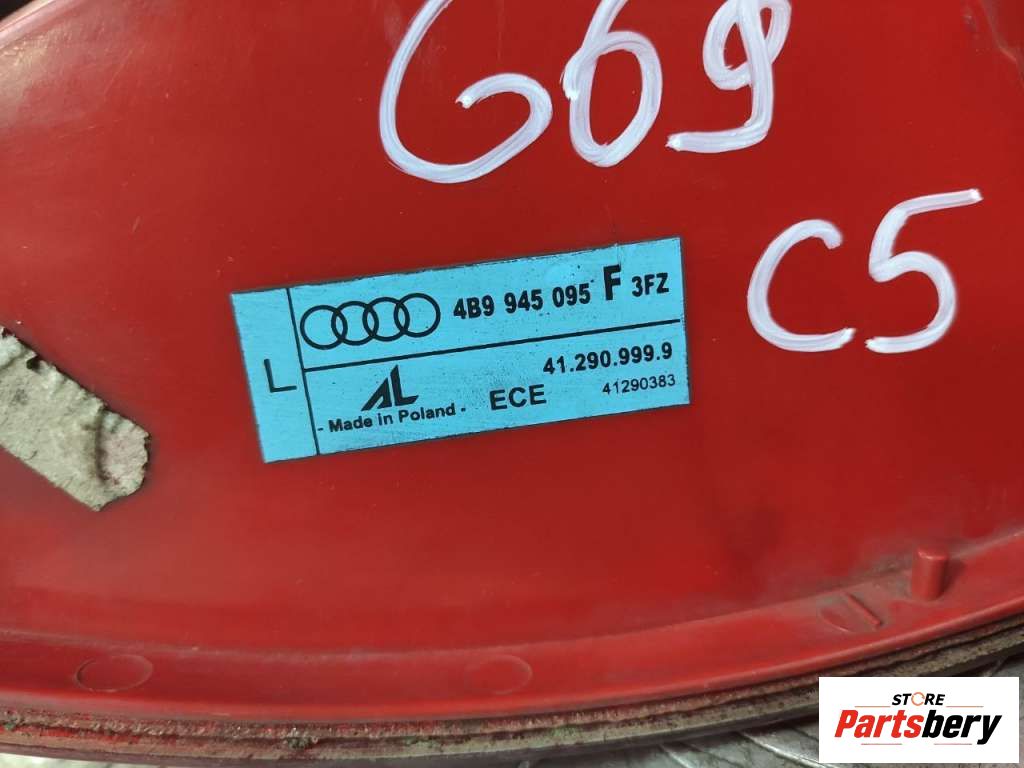 G69
C5
4B9 945 095 F 3FZ
L
41.290.999.9
AL
- Made in Poland -
ECE
41290383
STORE
Partsbery